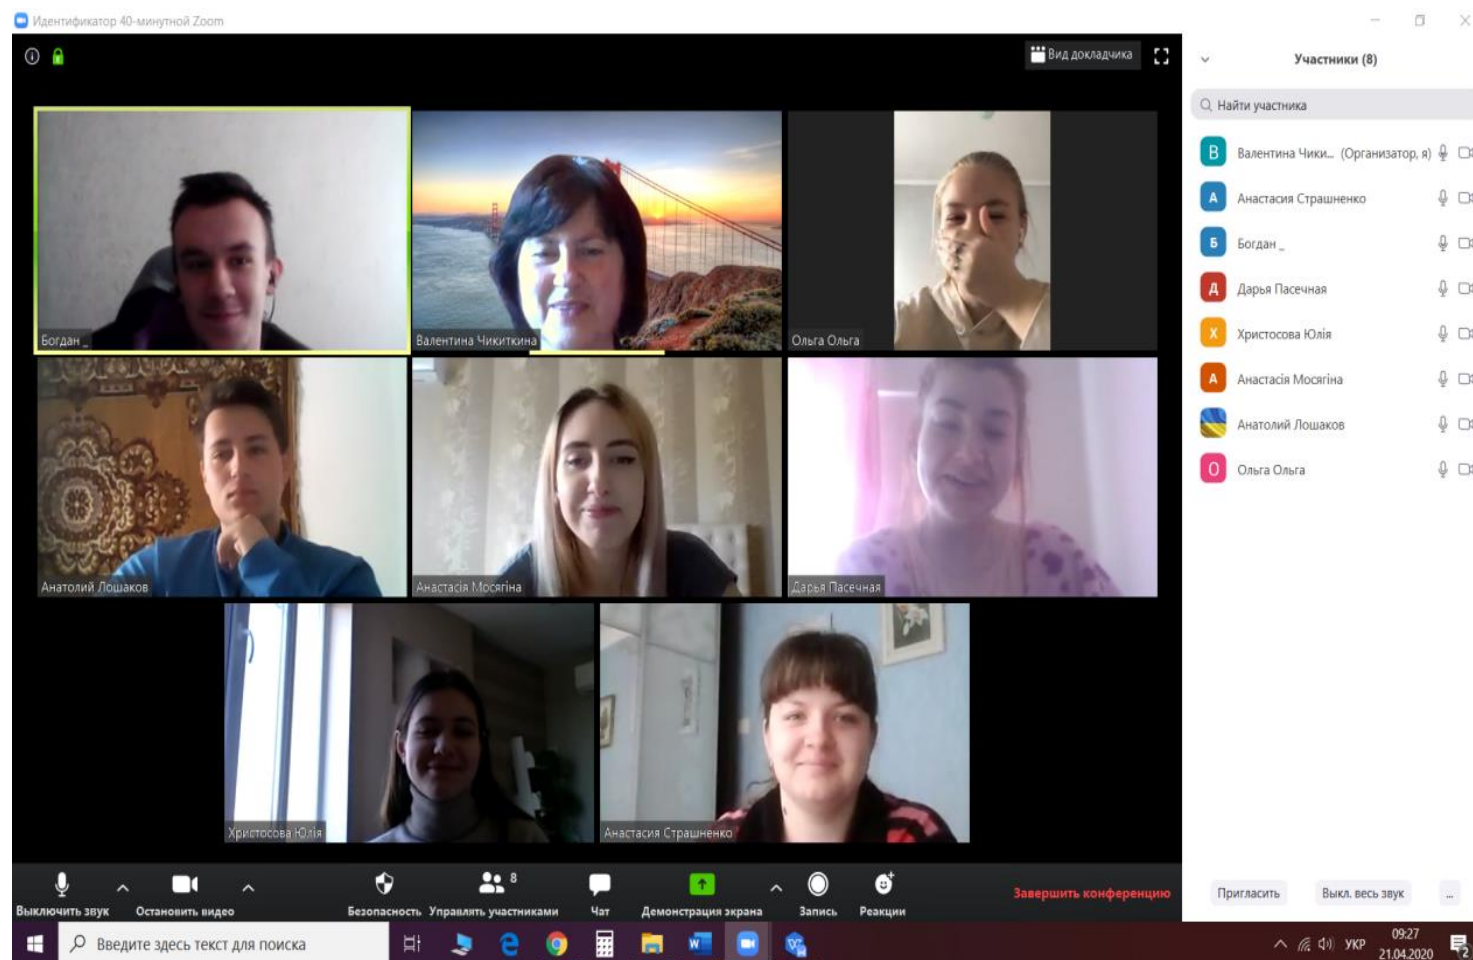 Идентификатор 40-минутной Zoom
Вид докладчика
Участники (8)
Найти участника
В Валентина Чики... (Организатор, я)
А Анастасия Страшненко
Б Богдан _
Д Дарья Пасечная
Х Христосова Юлія
А Анастасія Мосягіна
Анатолий Лошаков
О Ольга Ольга
Богдан _
Валентина Чикиткина
Ольга Ольга
Анатолий Лошаков
Анастасія Мосягіна
Дарья Пасечная
Христосова Юлія
Анастасия Страшненко
8
Выключить звук
Остановить видео
Безопасность
Управлять участниками
Чат
Демонстрация экрана
Запись
Реакции
Завершить конференцию
Пригласить
Выкл. весь звук
...
Введите здесь текст для поиска
УКР
09:27
21.04.2020
2